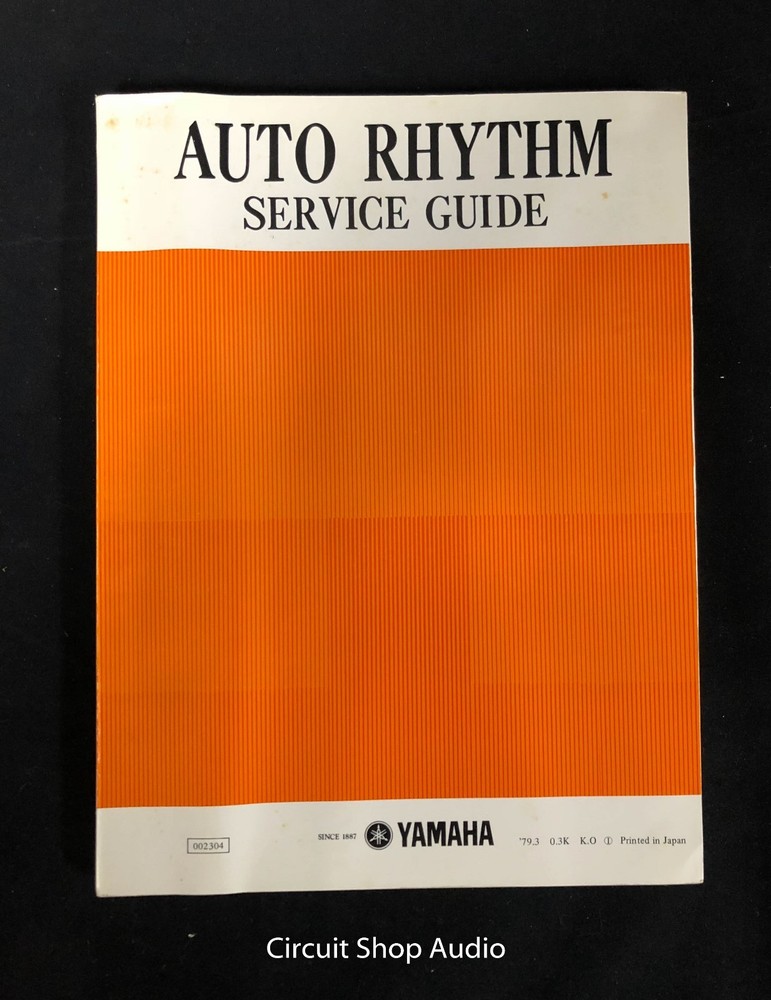 AUTO RHYTHM
SERVICE GUIDE
002304
SINCE 1887 YAMAHA '79.3 0.3K K.O ① Printed in Japan
Circuit Shop Audio